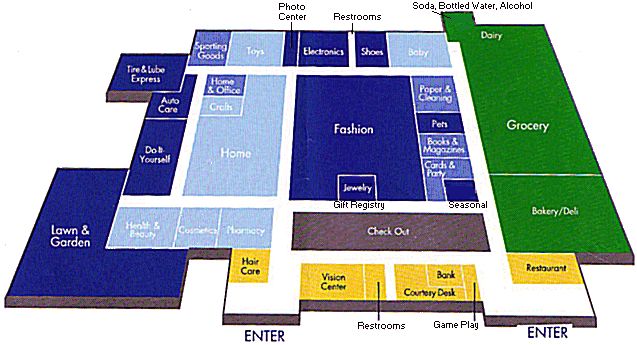 Soda, Bottled Water, Alcohol
Photo
Center
Restrooms
Dairy
Sporting
Goods
Toys
Electronics
Shoes
Baby
Tire & Lube
Express
Home
& Office
Paper &
Cleaning
Auto
Care
Crafts
Pets
Fashion
Grocery
Do-It-
Yourself
Home
Books &
Magazines
Cards &
Party
Jewelry
Gift Registry
Seasonal
Bakery/Deli
Lawn &
Garden
Health &
Beauty
Cosmetics
Pharmacy
Check Out
Hair
Care
Vision
Center
Bank
Courtesy Desk
Restaurant
Restrooms
Game Play
ENTER
ENTER